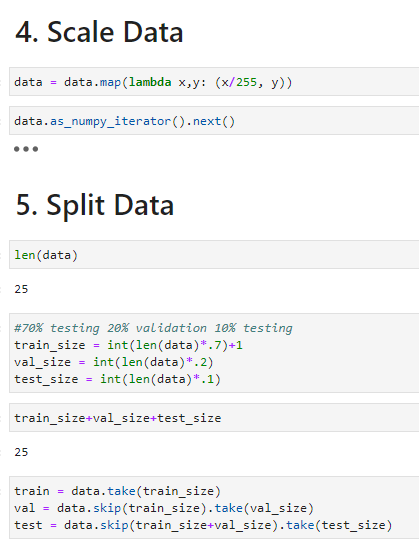 4. Scale Data
data = data.map(lambda x,y: (x/255, y))
data.as_numpy_iterator().next()
•••
5. Split Data
len(data)
25
#70% testing 20% validation 10% testing
train_size = int(len(data)*.7)+1
val_size = int(len(data)*.2)
test_size = int(len(data)*.1)
train_size+val_size+test_size
25
train = data.take(train_size)
val = data.skip(train_size).take(val_size)
test = data.skip(train_size+val_size).take(test_size)